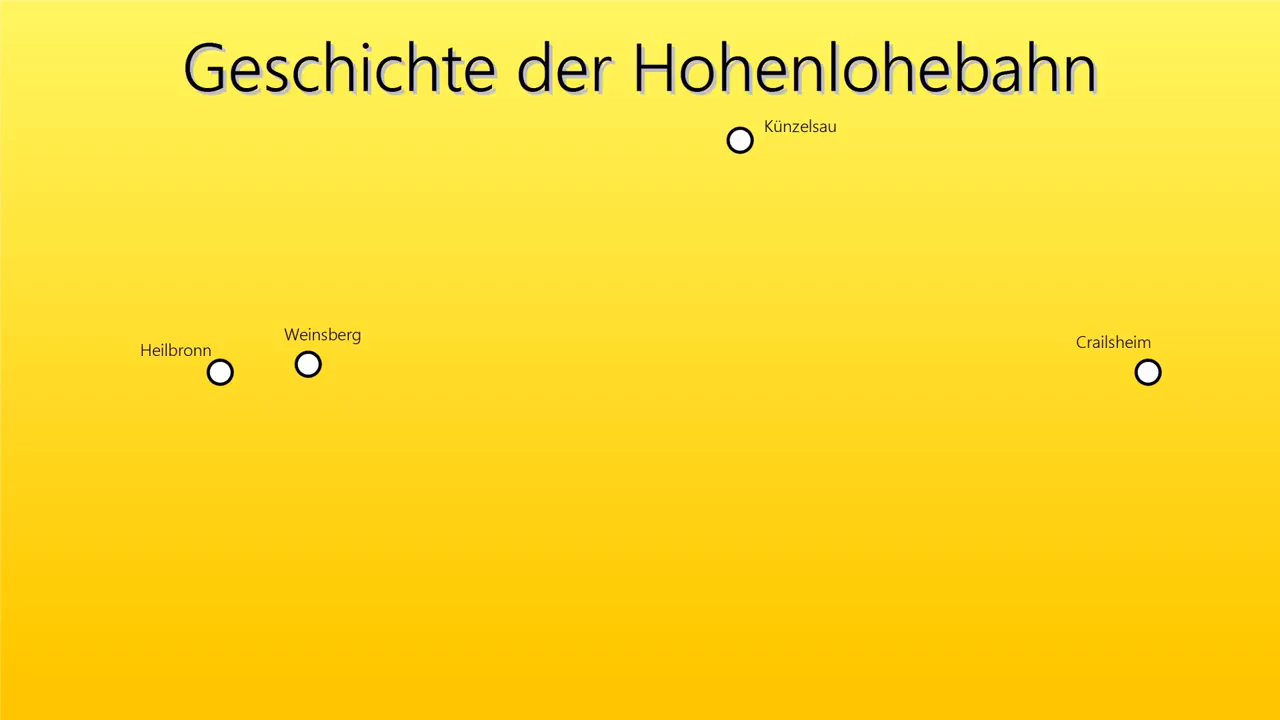 Geschichte der Hohenlohebahn
Künzelsau
Weinsberg
Heilbronn
Crailsheim